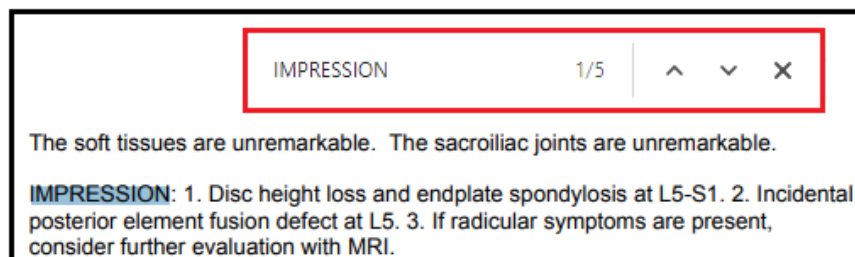 IMPRESSION 1/5
The soft tissues are unremarkable. The sacroiliac joints are unremarkable.
IMPRESSION: 1. Disc height loss and endplate spondylosis at L5-S1. 2. Incidental
posterior element fusion defect at L5. 3. If radicular symptoms are present,
consider further evaluation with MRI.